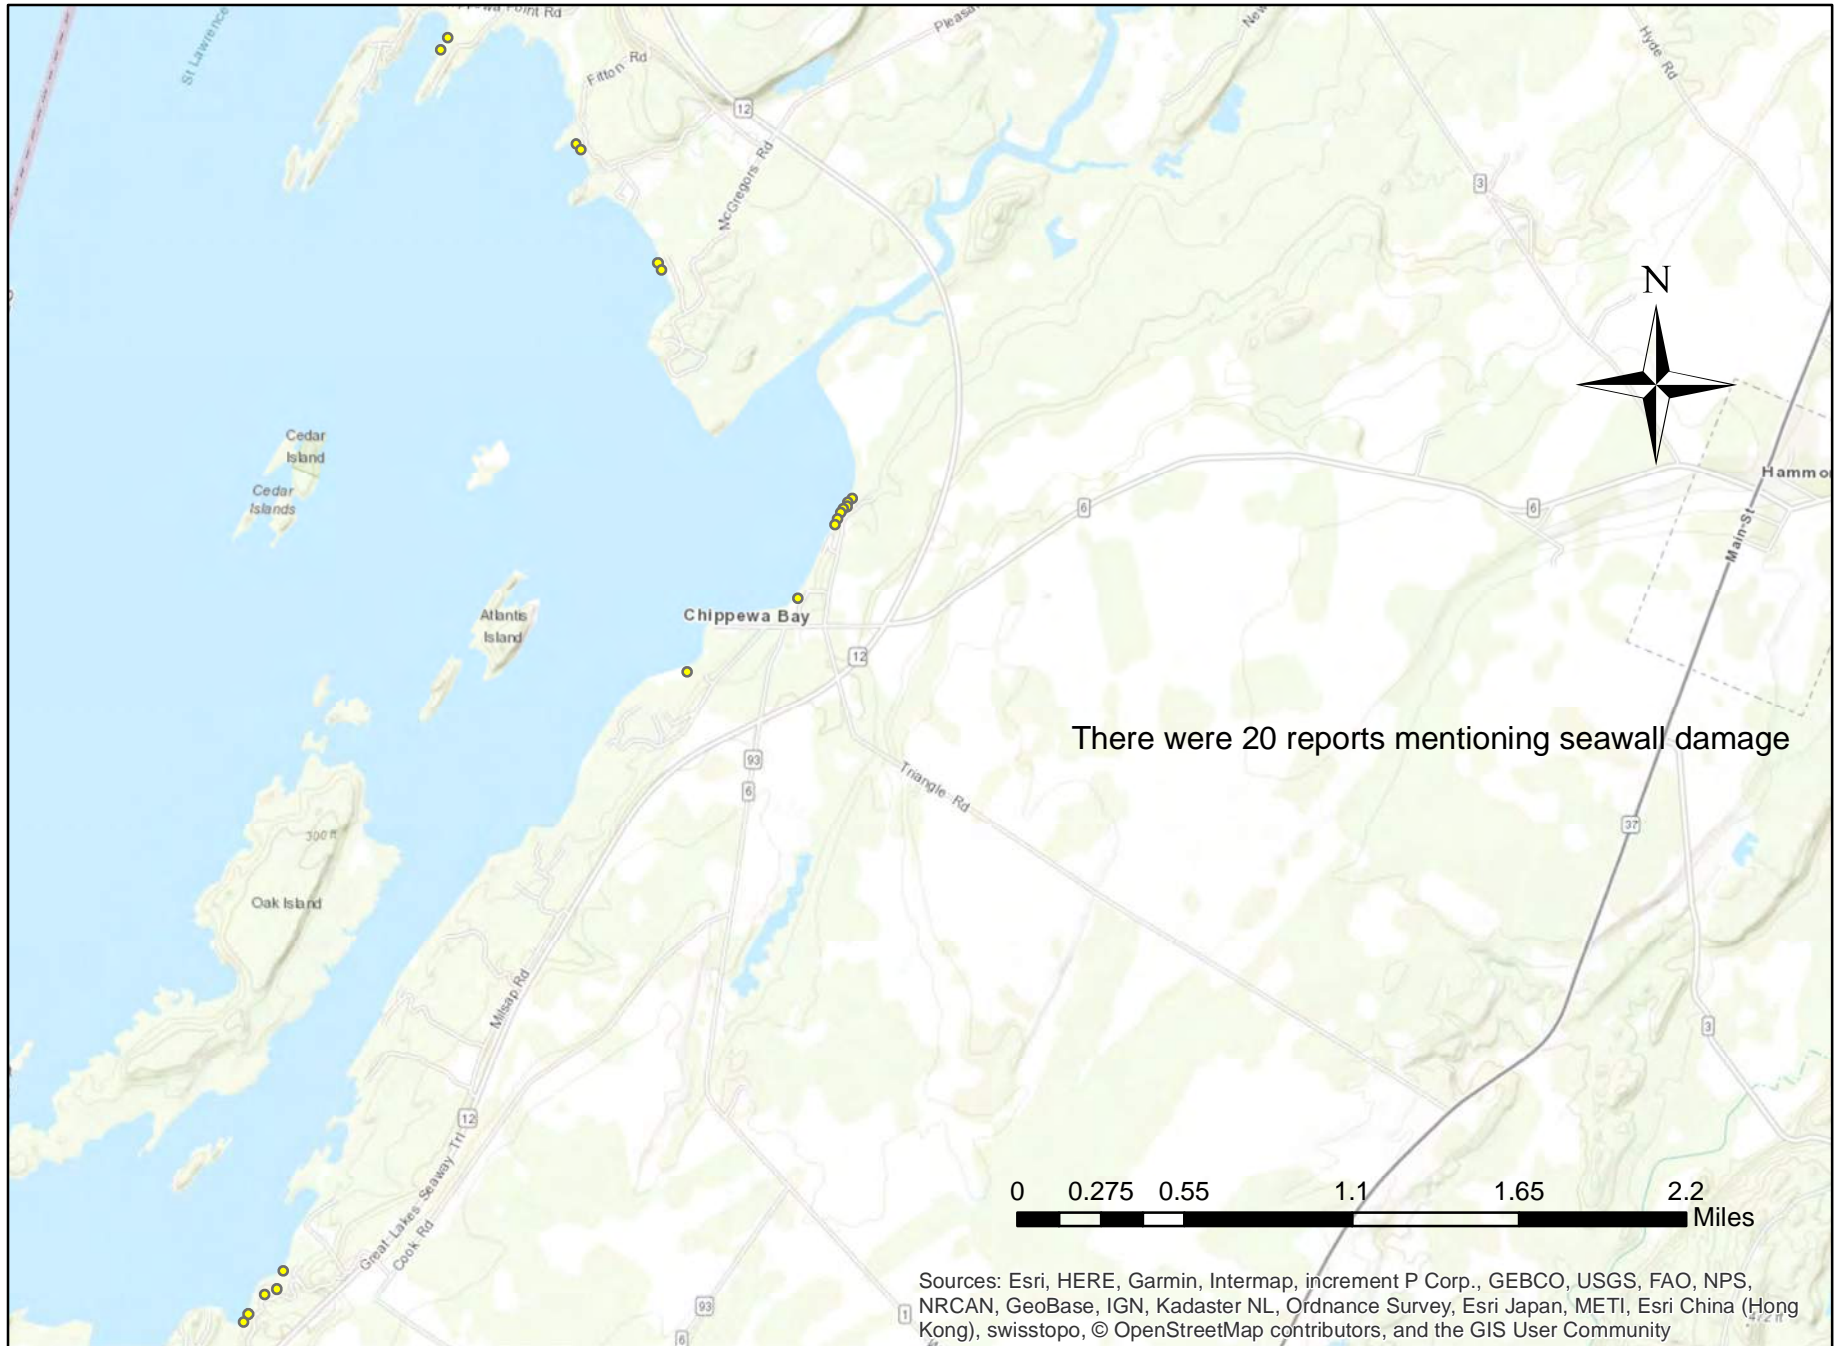 St Lawrence
Point Rd
Fitton Rd
12
McGregors Rd
Hyde Rd
3
N
Cedar
Island
Cedar
Islands
Hammo
6
6
Main St
Atlantis
Island
Chippewa Bay
12
There were 20 reports mentioning seawall damage
93
6
Triangle Rd
37
300 ft
Oak Island
Milsap Rd
3
12
Great Lakes Seaway Trl
Cook Rd
0 0.275 0.55 1.1 1.65 2.2
Miles
93
1
6
Sources: Esri, HERE, Garmin, Intermap, increment P Corp., GEBCO, USGS, FAO, NPS,
NRCAN, GeoBase, IGN, Kadaster NL, Ordnance Survey, Esri Japan, METI, Esri China (Hong
Kong), swisstopo, © OpenStreetMap contributors, and the GIS User Community